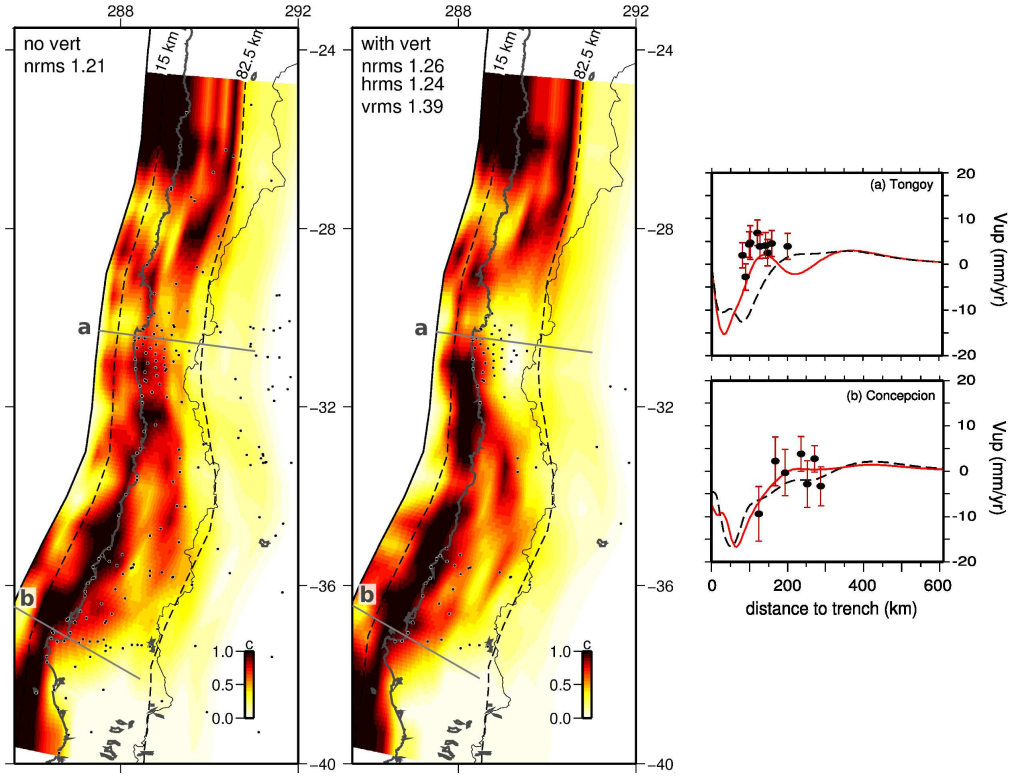 288
292
288
292
no vert
nrms 1.21
15 km
82.5 km
-24
with vert
nrms 1.26
hrms 1.24
vrms 1.39
15 km
82.5 km
-24
-28
-28
a
a
-32
-32
-36
-36
b
b
c
1.0
0.5
0.0
c
1.0
0.5
0.0
-40
-40
(a) Tongoy
20
10
0
-10
-20
Vup (mm/yr)
(b) Concepcion
20
10
0
-10
-20
Vup (mm/yr)
0
200
400
600
distance to trench (km)